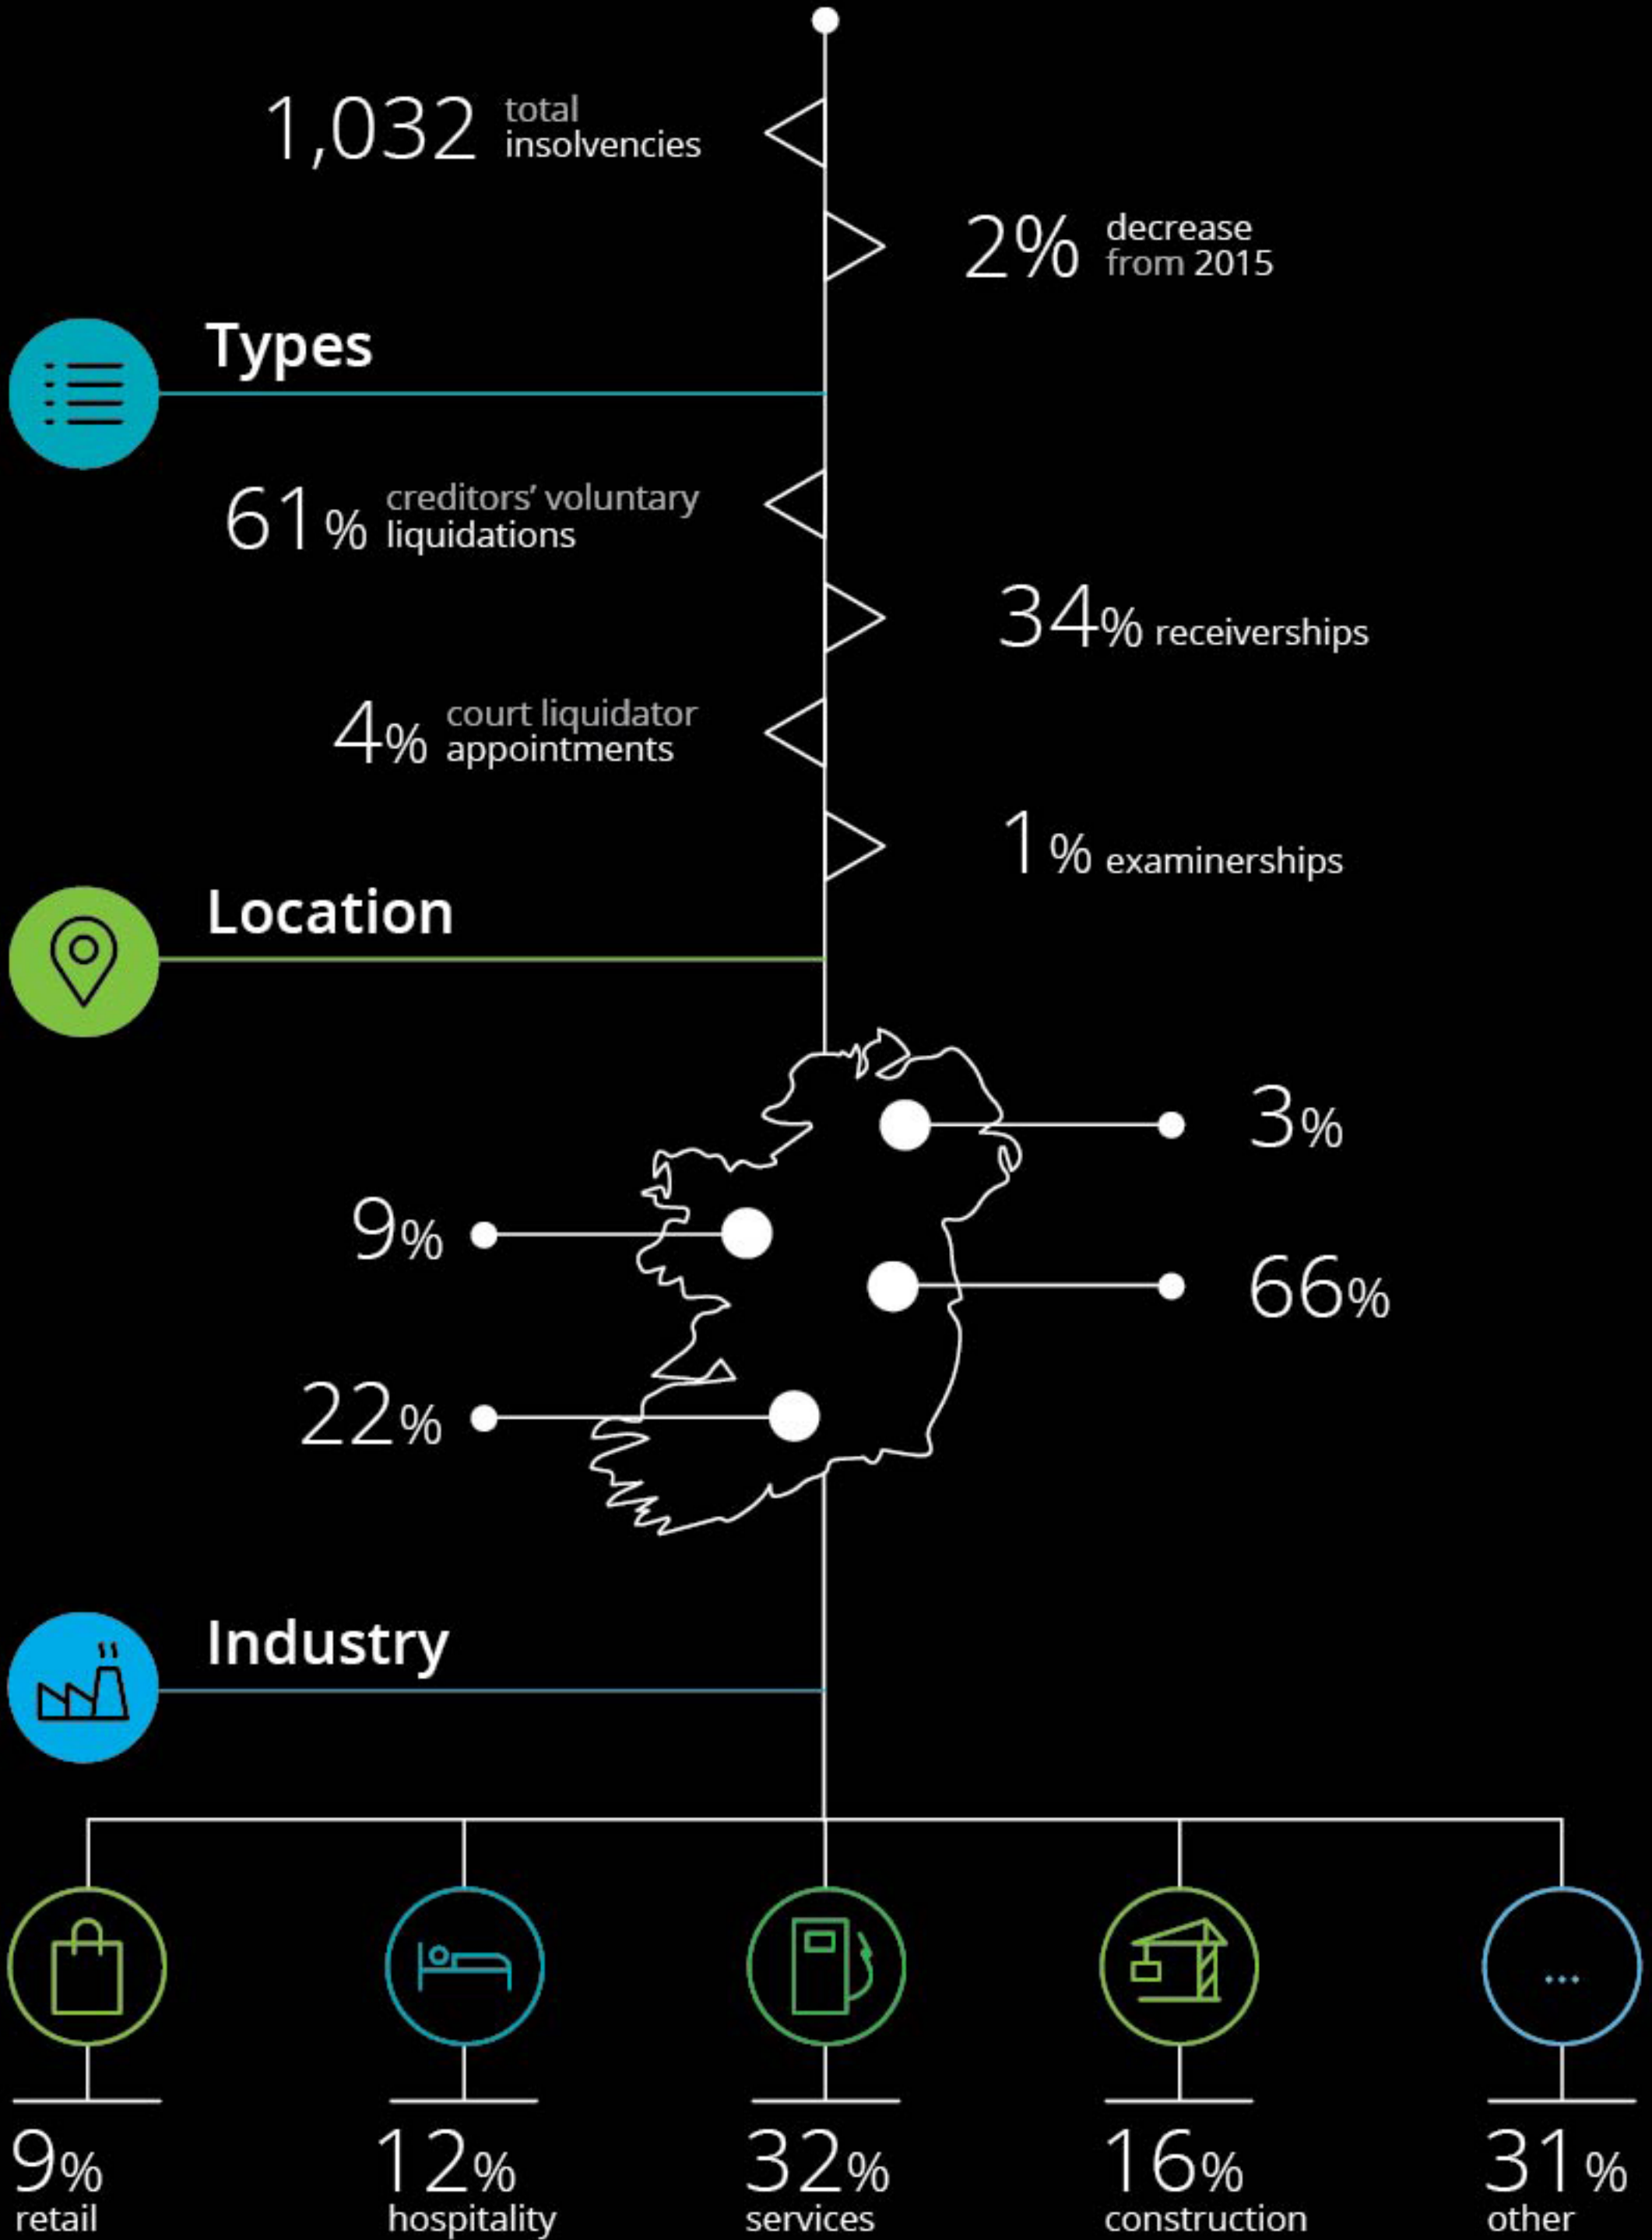 1,032 total
insolvencies
2% decrease
from 2015
Types
61% creditors’ voluntary
liquidations
34% receiverships
4% court liquidator
appointments
1% examinerships
Location
3%
9%
66%
22%
Industry
9%
retail
12%
hospitality
32%
services
16%
construction
...
31%
other